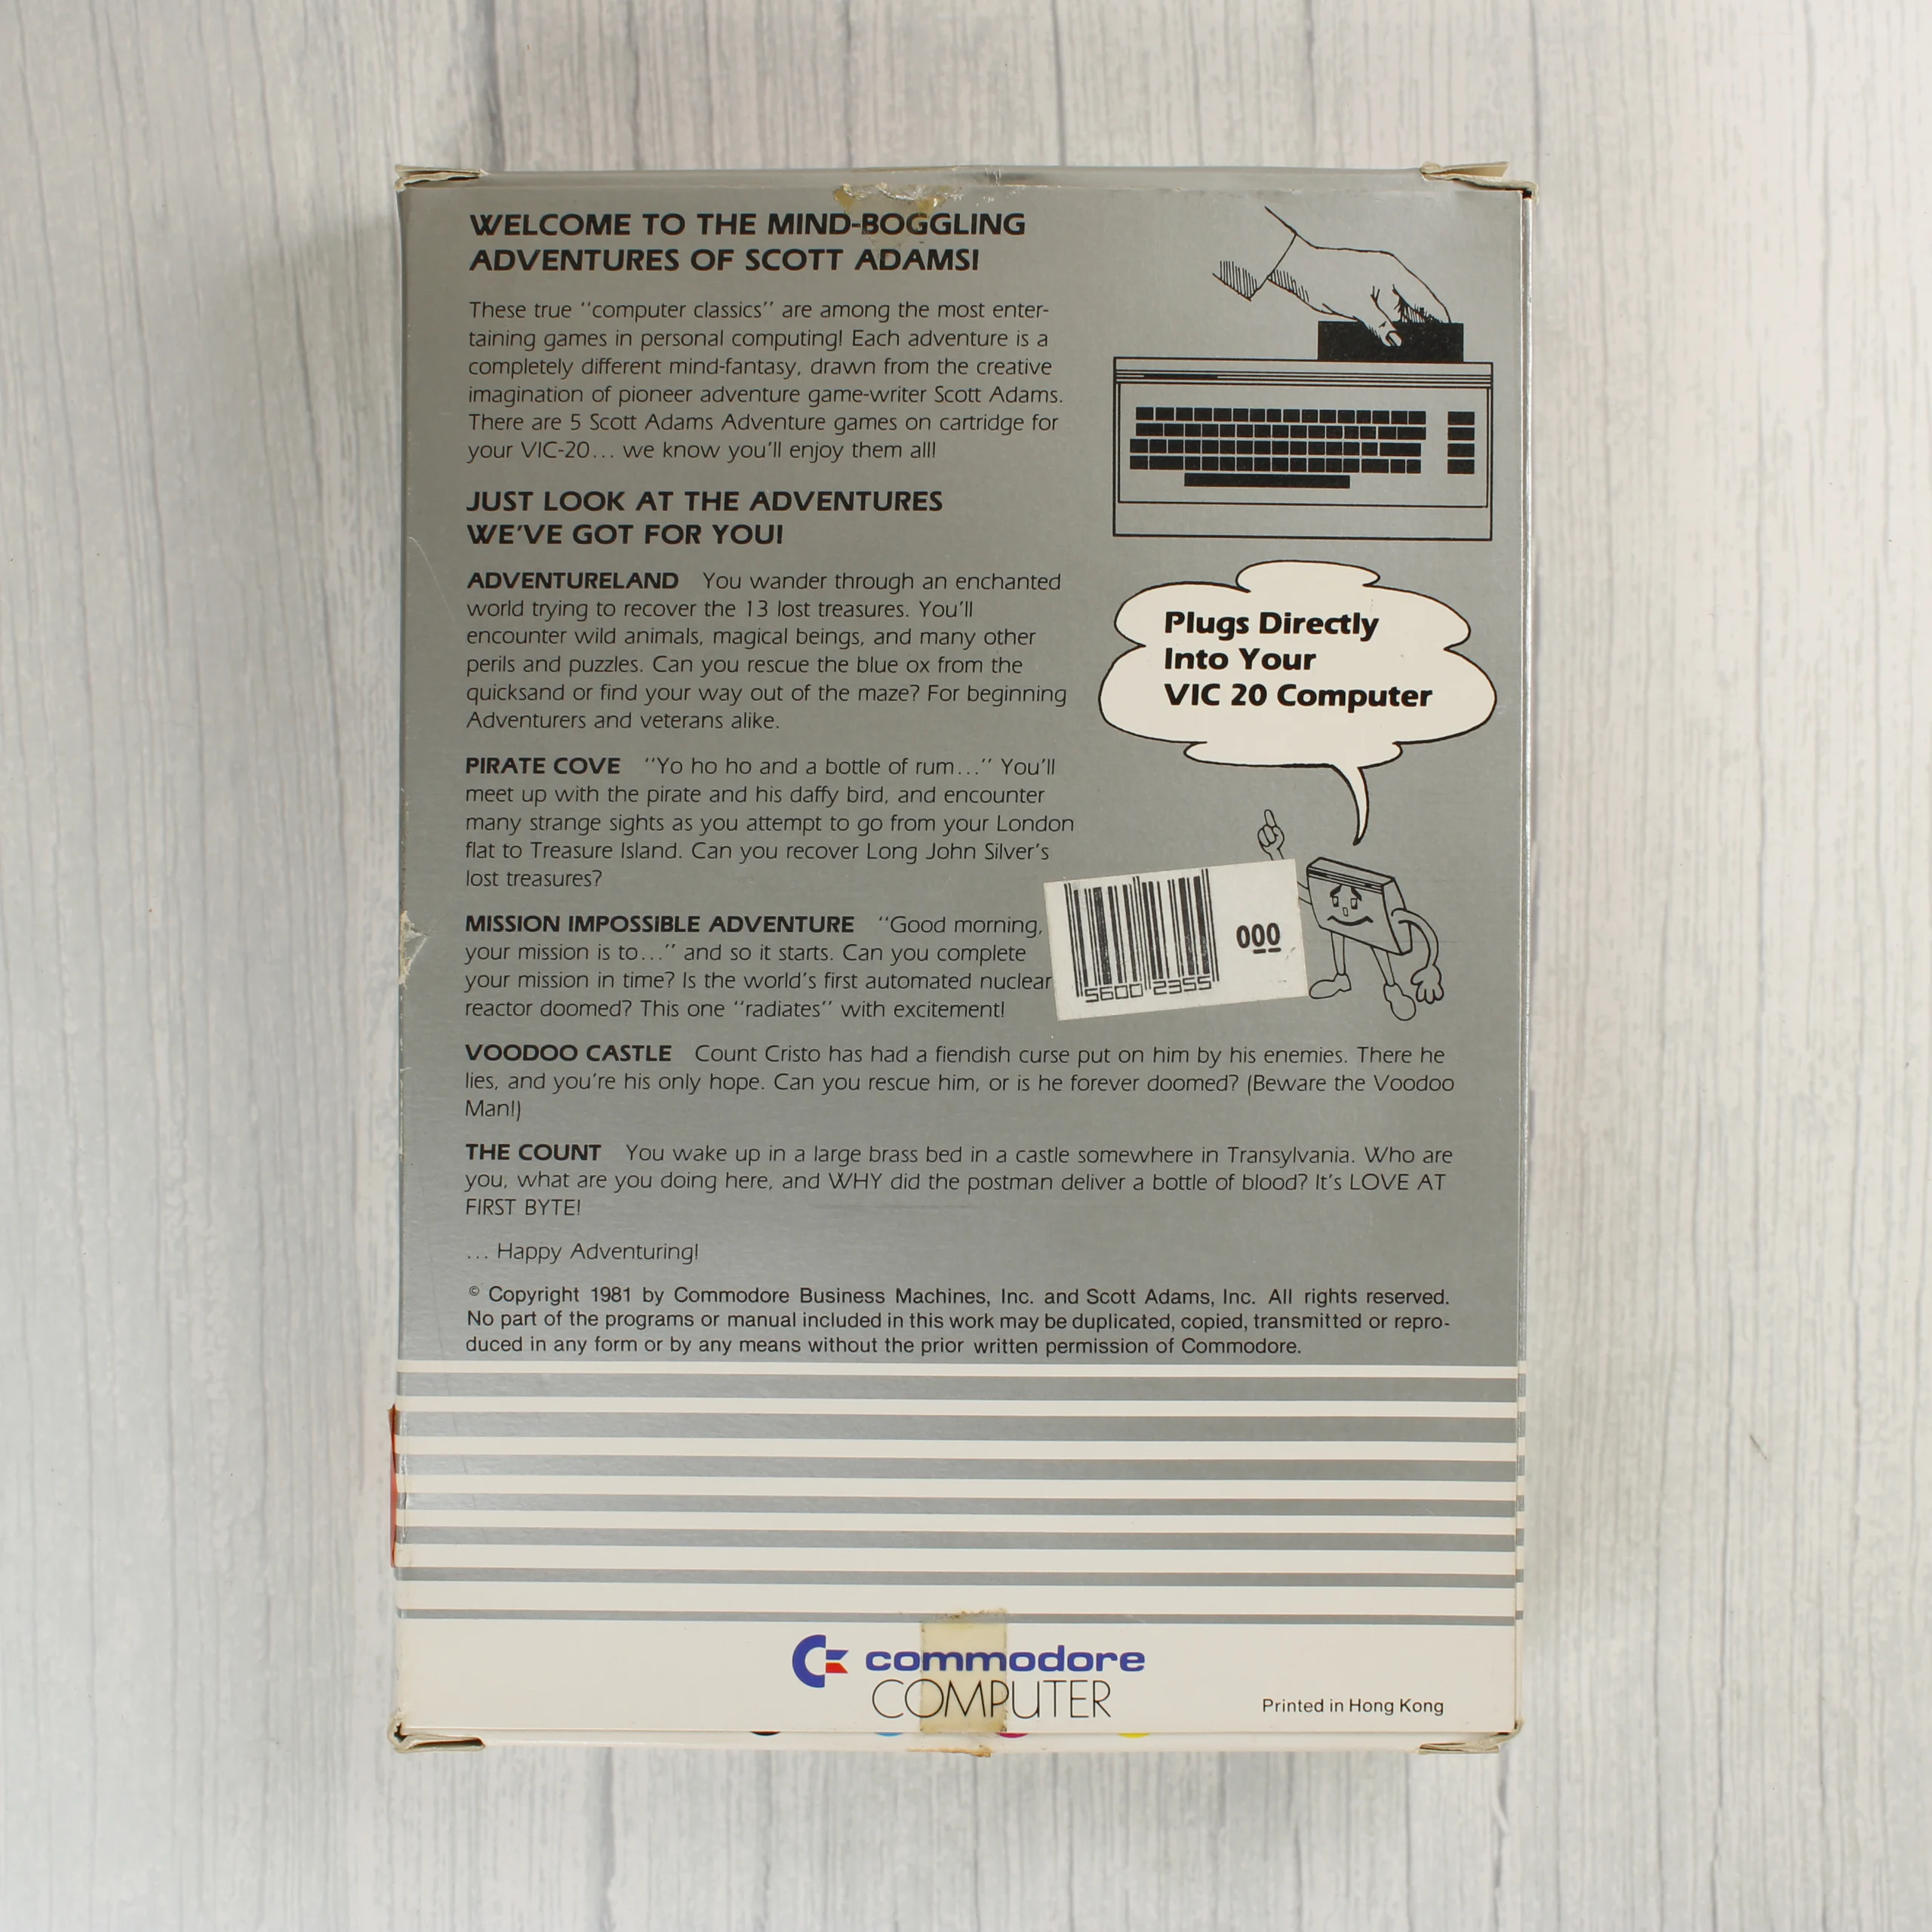 WELCOME TO THE MIND-BOGGLING
ADVENTURES OF SCOTT ADAMS!
These true "computer classics" are among the most enter-
taining games in personal computing! Each adventure is a
completely different mind-fantasy, drawn from the creative
imagination of pioneer adventure game-writer Scott Adams.
There are 5 Scott Adams Adventure games on cartridge for
your VIC-20... we know you'll enjoy them all!
JUST LOOK AT THE ADVENTURES
WE'VE GOT FOR YOU!
ADVENTURELAND You wander through an enchanted
world trying to recover the 13 lost treasures. You'll
encounter wild animals, magical beings, and many other
perils and puzzles. Can you rescue the blue ox from the
quicksand or find your way out of the maze? For beginning
Adventurers and veterans alike.
PIRATE COVE "Yo ho ho and a bottle of rum..." You'll
meet up with the pirate and his daffy bird, and encounter
many strange sights as you attempt to go from your London
flat to Treasure Island. Can you recover Long John Silver's
lost treasures?
MISSION IMPOSSIBLE ADVENTURE "Good morning,
your mission is to..." and so it starts. Can you complete
your mission in time? Is the world's first automated nuclear
reactor doomed? This one "radiates" with excitement!
VOODOO CASTLE Count Cristo has had a fiendish curse put on him by his enemies. There he
lies, and you're his only hope. Can you rescue him, or is he forever doomed? (Beware the Voodoo
Man!)
THE COUNT You wake up in a large brass bed in a castle somewhere in Transylvania. Who are
you, what are you doing here, and WHY did the postman deliver a bottle of blood? It's LOVE AT
FIRST BYTE!
... Happy Adventuring!
© Copyright 1981 by Commodore Business Machines, Inc. and Scott Adams, Inc. All rights reserved.
No part of the programs or manual included in this work may be duplicated, copied, transmitted or repro-
duced in any form or by any means without the prior written permission of Commodore.
Plugs Directly
Into Your
VIC 20 Computer
000
5600 2355
commodore
COMPUTER
Printed in Hong Kong